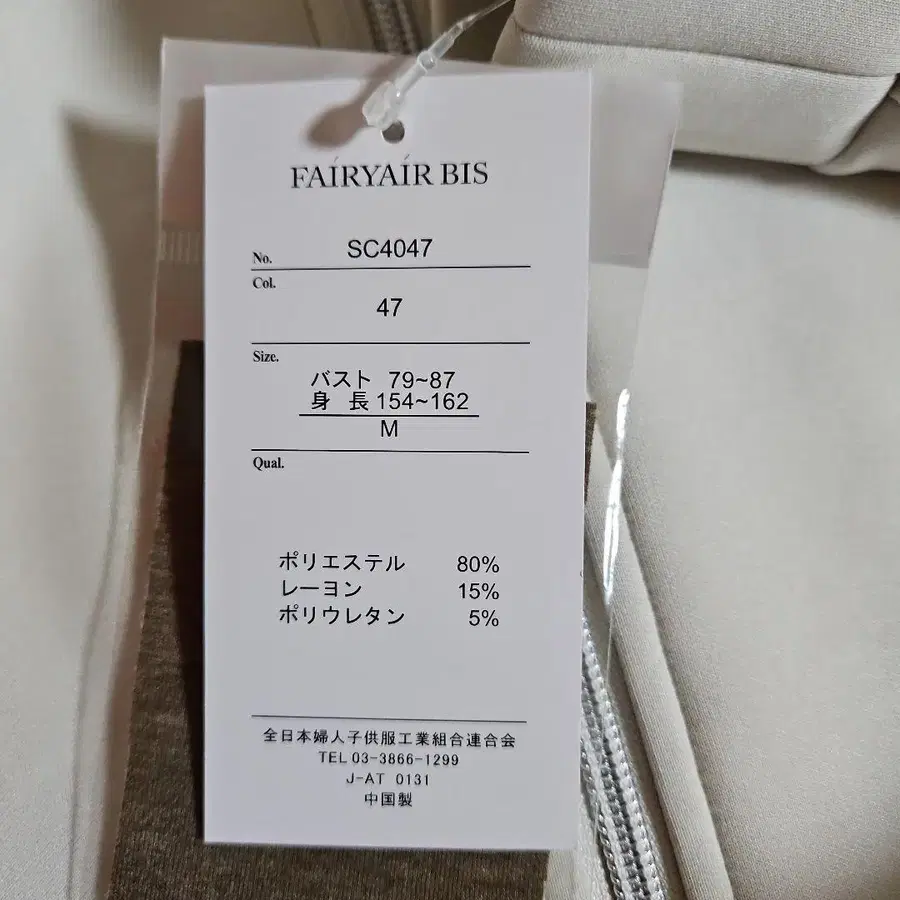 FAÍRYAÍR BIS
No. SC4047
Col.
47
Size.
バスト 79~87
身 長 154~162
M
Qual.
ポリエステル 80%
レーヨン 15%
ポリウレタン 5%
全日本婦人子供服工業組合連合会
TEL 03-3866-1299
J-AT 0131
中国製